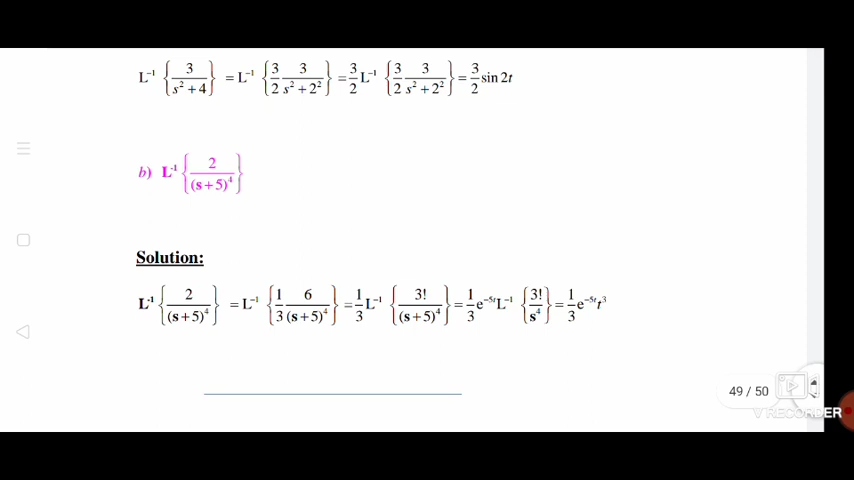 L⁻¹ {3/(s² + 4)} = L⁻¹ {3/2 3/(s² + 2²)} = 3/2 L⁻¹ {3/2 3/(s² + 2²)} = 3/2 sin 2t
b) L⁻¹ {2/(s + 5)⁴}
Solution:
L⁻¹ {2/(s + 5)⁴} = L⁻¹ {1/3 6/(s + 5)⁴} = 1/3 L⁻¹ {3!/(s + 5)⁴} = 1/3 e⁻⁵ᵗ L⁻¹ {3!/s⁴} = 1/3 e⁻⁵ᵗt³
49 / 50
V RECORDER